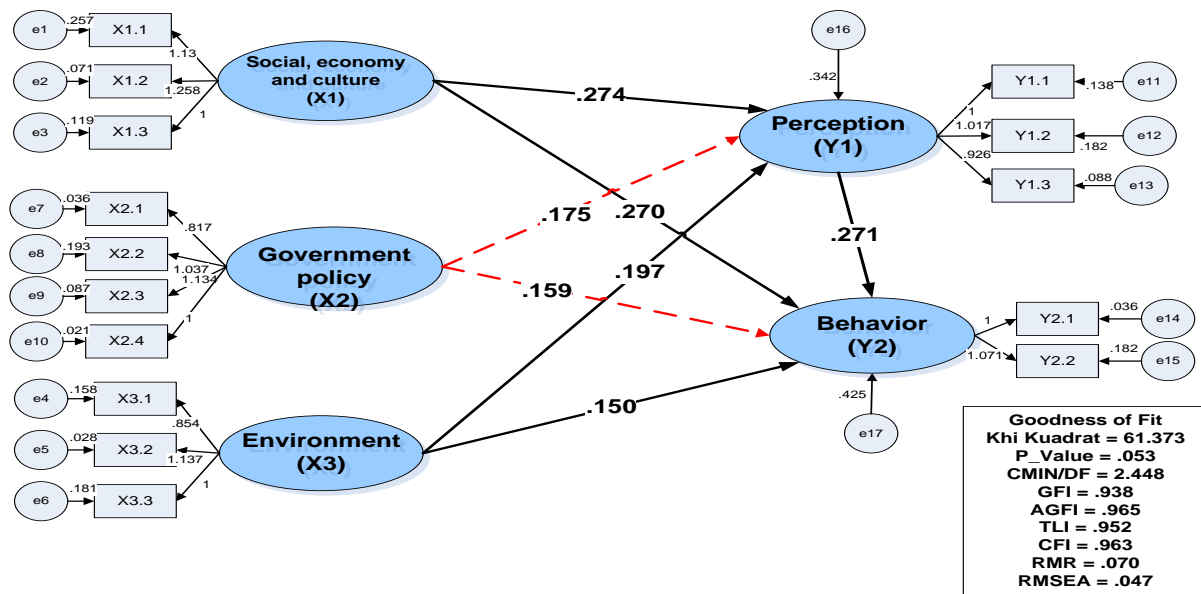 e1
.257
X1.1
1.13
e2
.071
X1.2
1.258
e3
.119
X1.3
1
Social, economy
and culture
(X1)
e7
.036
X2.1
.817
e8
.193
X2.2
1.037
e9
.087
X2.3
1.134
e10
.021
X2.4
1
Government
policy
(X2)
e4
.158
X3.1
.854
e5
.028
X3.2
1.137
e6
.181
X3.3
1
Environment
(X3)
.274
.270
.175
.159
.197
.150
.271
e16
.342
Perception
(Y1)
1
Y1.1
.138
e11
1.017
Y1.2
.182
e12
.926
Y1.3
.088
e13
Behavior
(Y2)
.425
e17
1
Y2.1
.036
e14
1.071
Y2.2
.182
e15
Goodness of Fit
Khi Kuadrat = 61.373
P_Value = .053
CMIN/DF = 2.448
GFI = .938
AGFI = .965
TLI = .952
CFI = .963
RMR = .070
RMSEA = .047